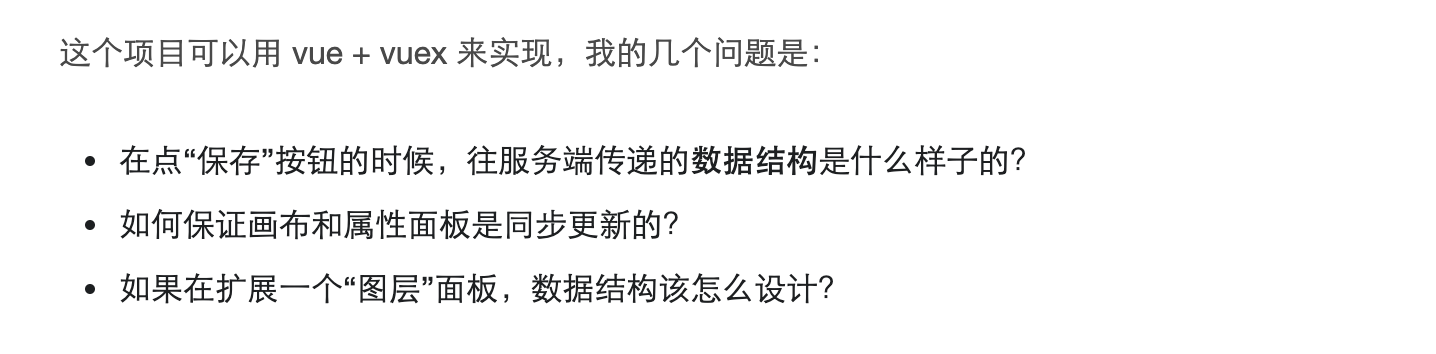 这个项目可以用 vue + vuex 来实现，我的几个问题是：
• 在点“保存”按钮的时候，往服务端传递的数据结构是什么样子的？
• 如何保证画布和属性面板是同步更新的？
• 如果在扩展一个“图层”面板，数据结构该怎么设计？